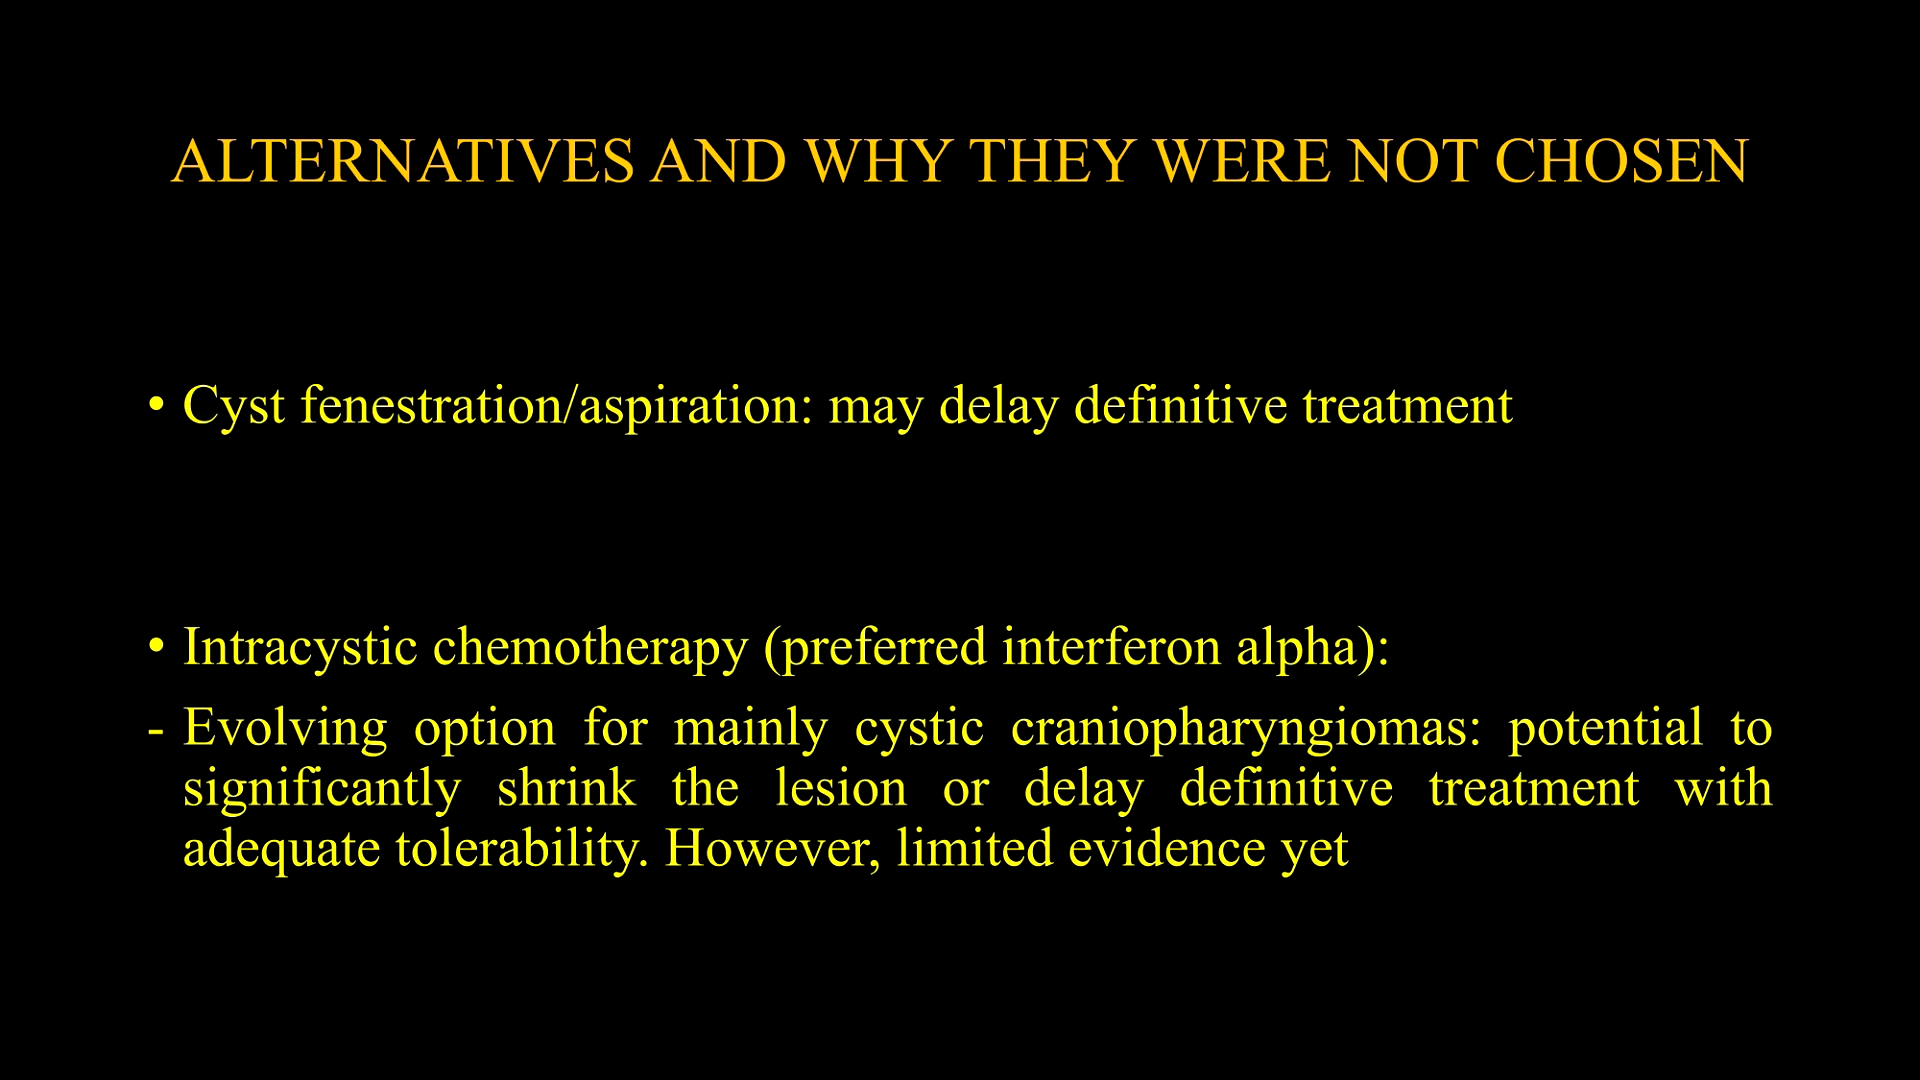 ALTERNATIVES AND WHY THEY WERE NOT CHOSEN
• Cyst fenestration/aspiration: may delay definitive treatment
• Intracystic chemotherapy (preferred interferon alpha):
- Evolving option for mainly cystic craniopharyngiomas: potential to
significantly shrink the lesion or delay definitive treatment with
adequate tolerability. However, limited evidence yet